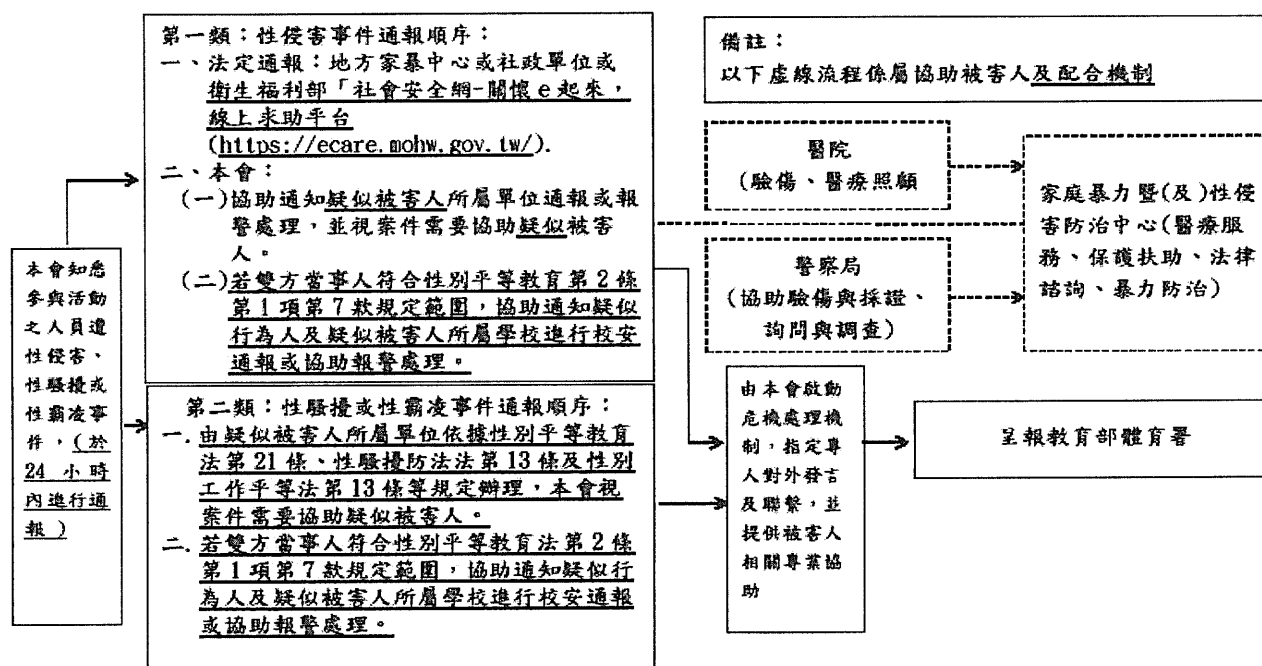 本會知悉
參與活動
之人員遭
性侵害、
性騷擾或
性霸凌事
件，(於
24 小時
內進行通
報)
第一類：性侵害事件通報順序：
一、法定通報：地方家暴中心或社政單位或
衛生福利部「社會安全網-關懷 e 起來，
線上求助平台
(https://ecare.mohw.gov.tw/).
二、本會：
(一)協助通知疑似被害人所屬單位通報或報
警處理，並視案件需要協助疑似被害
人。
(二)若雙方當事人符合性別平等教育第 2 條
第 1 項第 7 款規定範圍，協助通知疑似
行為人及疑似被害人所屬學校進行校安
通報或協助報警處理。
第二類：性騷擾或性霸凌事件通報順序：
一. 由疑似被害人所屬單位依據性別平等教育
法第 21 條、性騷擾防法法第 13 條及性別
工作平等法第 13 條等規定辦理，本會視
案件需要協助疑似被害人。
二. 若雙方當事人符合性別平等教育法第 2 條
第 1 項第 7 款規定範圍，協助通知疑似行
為人及疑似被害人所屬學校進行校安通報
或協助報警處理。
備註：
以下虛線流程係屬協助被害人及配合機制
醫院
(驗傷、醫療照顧
警察局
(協助驗傷與採證、
詢問與調查)
家庭暴力暨(及)性侵
害防治中心(醫療服
務、保護扶助、法律
諮詢、暴力防治)
由本會啟動
危機處理機
制，指定專
人對外發言
及聯繫，並
提供被害人
相關專業協
助
呈報教育部體育署